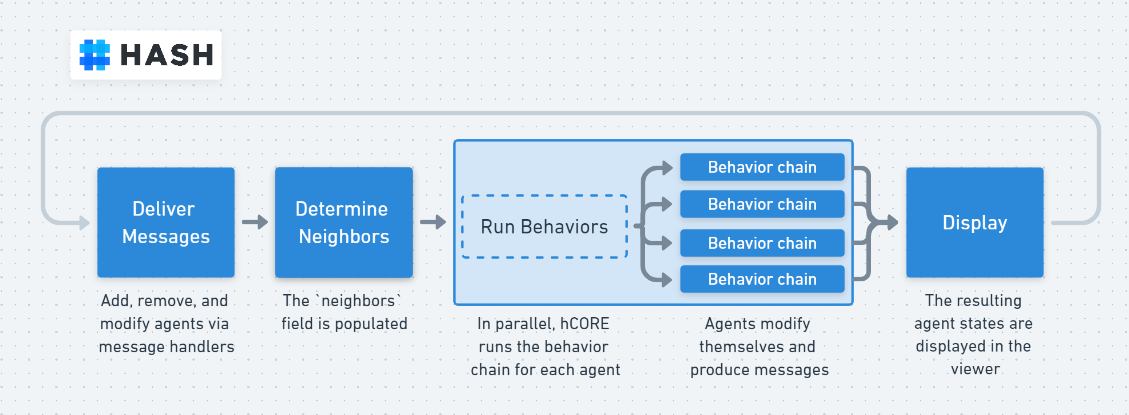 HASH
Deliver
Messages
Determine
Neighbors
Run Behaviors
Behavior chain
Behavior chain
Behavior chain
Behavior chain
Display
Add, remove, and
modify agents via
message handlers
The `neighbors`
field is populated
In parallel, hCORE
runs the behavior
chain for each agent
Agents modify
themselves and
produce messages
The resulting
agent states are
displayed in the
viewer